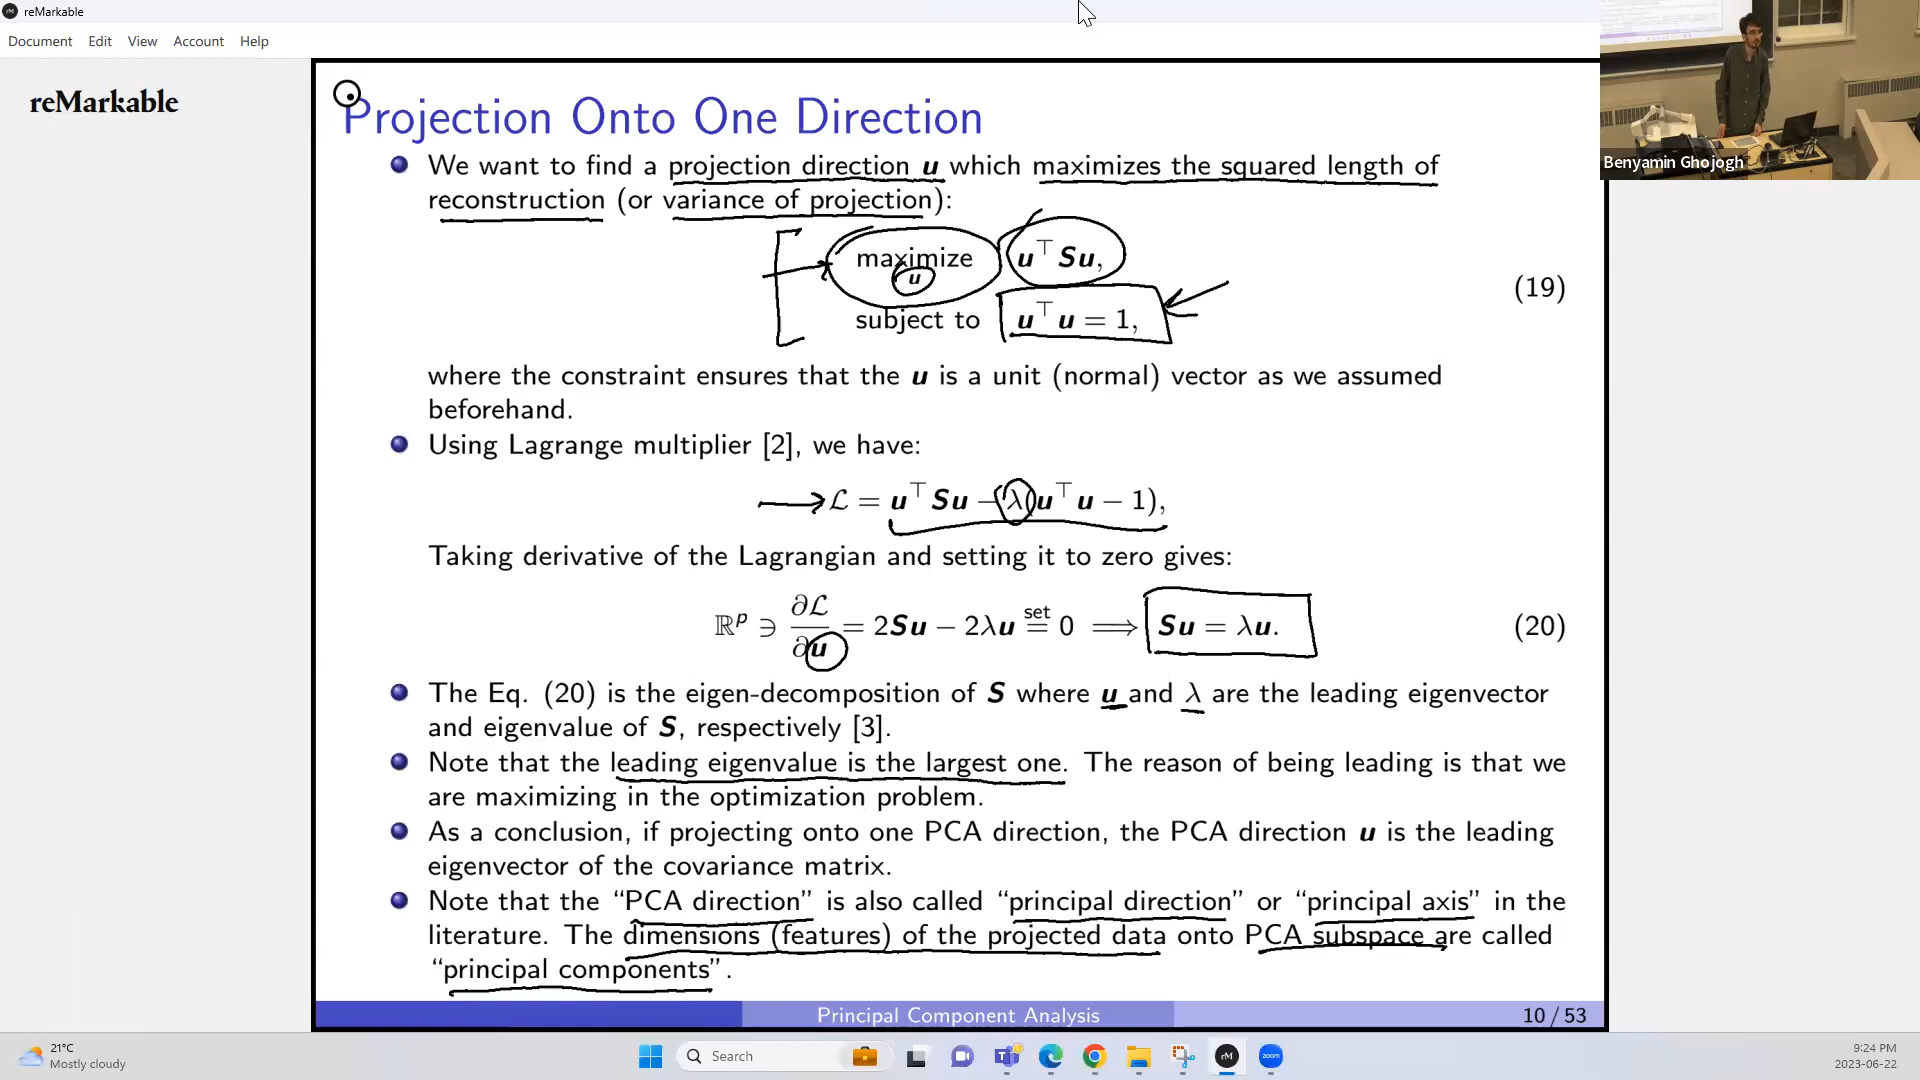 reMarkable
Document Edit View Account Help
reMarkable
Benyamin Ghojogh
Projection Onto One Direction
We want to find a projection direction u which maximizes the squared length of
reconstruction (or variance of projection):
maximize u⊤Su,
u
(19)
subject to u⊤u = 1,
where the constraint ensures that the u is a unit (normal) vector as we assumed
beforehand.
Using Lagrange multiplier [2], we have:
ℒ = u⊤Su − λ(u⊤u − 1),
Taking derivative of the Lagrangian and setting it to zero gives:
ℝᵖ ∋ ∂ℒ/∂u = 2Su − 2λu set= 0 ⟹ Su = λu. (20)
The Eq. (20) is the eigen-decomposition of S where u and λ are the leading eigenvector
and eigenvalue of S, respectively [3].
Note that the leading eigenvalue is the largest one. The reason of being leading is that we
are maximizing in the optimization problem.
As a conclusion, if projecting onto one PCA direction, the PCA direction u is the leading
eigenvector of the covariance matrix.
Note that the “PCA direction” is also called “principal direction” or “principal axis” in the
literature. The dimensions (features) of the projected data onto PCA subspace are called
“principal components”.
Principal Component Analysis 10 / 53
21°C
Mostly cloudy
Search
zoom
9:24 PM
2023-06-22